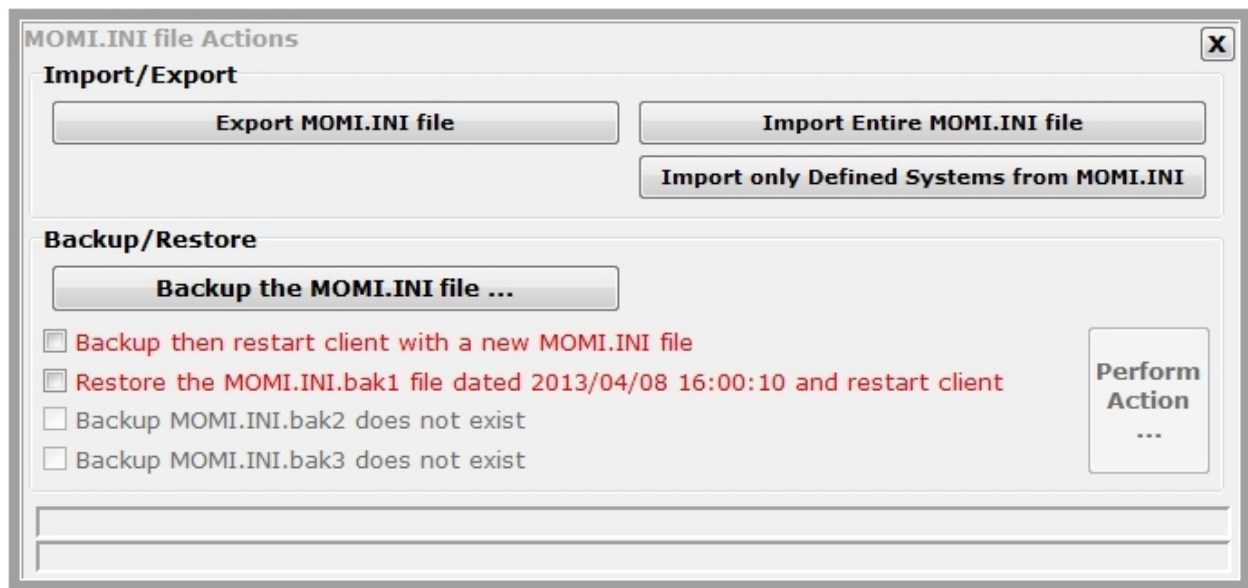 MOMI.INI file Actions
X
Import/Export
Export MOMI.INI file
Import Entire MOMI.INI file
Import only Defined Systems from MOMI.INI
Backup/Restore
Backup the MOMI.INI file ...
Backup then restart client with a new MOMI.INI file
Restore the MOMI.INI.bak1 file dated 2013/04/08 16:00:10 and restart client
Backup MOMI.INI.bak2 does not exist
Backup MOMI.INI.bak3 does not exist
Perform
Action
...